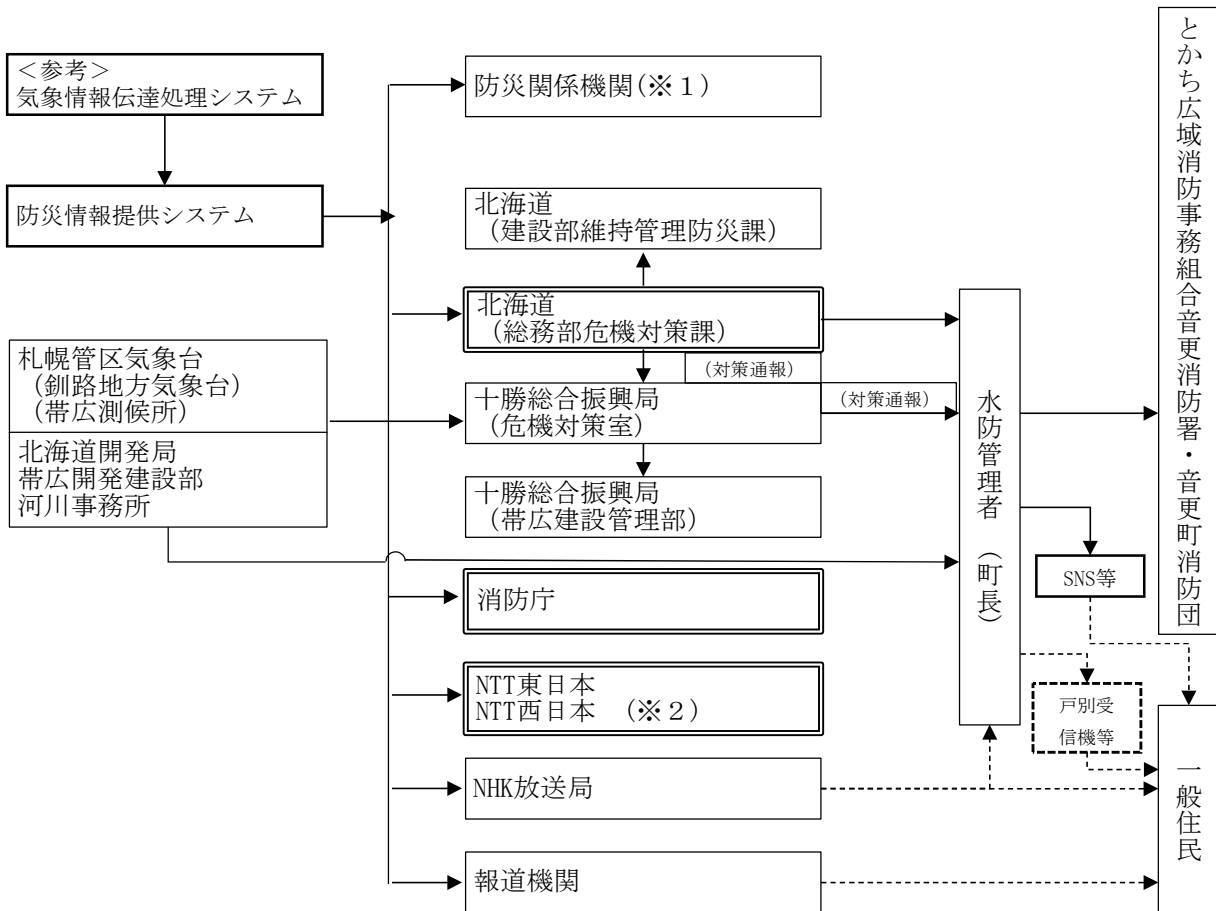 ＜参考＞
気象情報伝達処理システム
防災情報提供システム
札幌管区気象台
（釧路地方気象台）
（帯広測候所）
北海道開発局
帯広開発建設部
河川事務所
防災関係機関(※１)
北海道
（建設部維持管理防災課）
北海道
（総務部危機対策課）
(対策通報)
十勝総合振興局
（危機対策室）
(対策通報)
十勝総合振興局
（帯広建設管理部）
消防庁
NTT東日本
NTT西日本　(※２)
NHK放送局
報道機関
水防管理者（町長）
SNS等
戸別受
信機等
とかち広域消防事務組合音更消防署・音更町消防団
一般住民